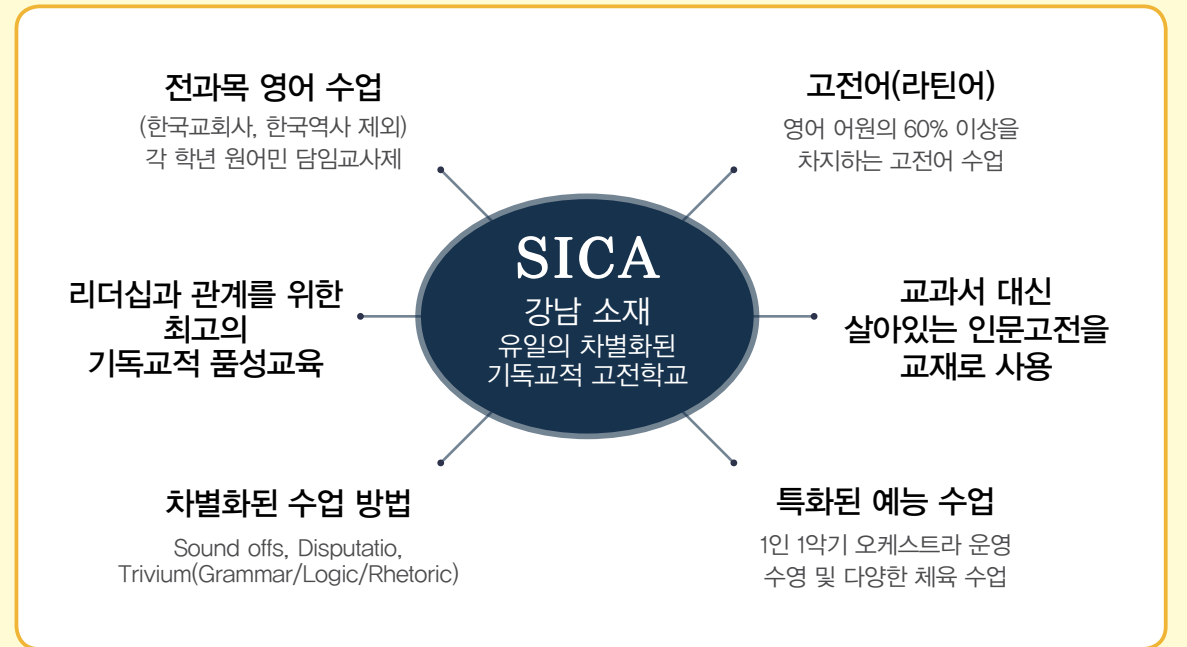 전과목 영어 수업
(한국교회사, 한국역사 제외)
각 학년 원어민 담임교사제
고전어(라틴어)
영어 어원의 60% 이상을
차지하는 고전어 수업
리더십과 관계를 위한
최고의
기독교적 품성교육
SICA
강남 소재
유일의 차별화된
기독교적 고전학교
교과서 대신
살아있는 인문고전을
교재로 사용
차별화된 수업 방법
Sound offs, Disputatio,
Trivium(Grammar/Logic/Rhetoric)
특화된 예능 수업
1인 1악기 오케스트라 운영
수영 및 다양한 체육 수업